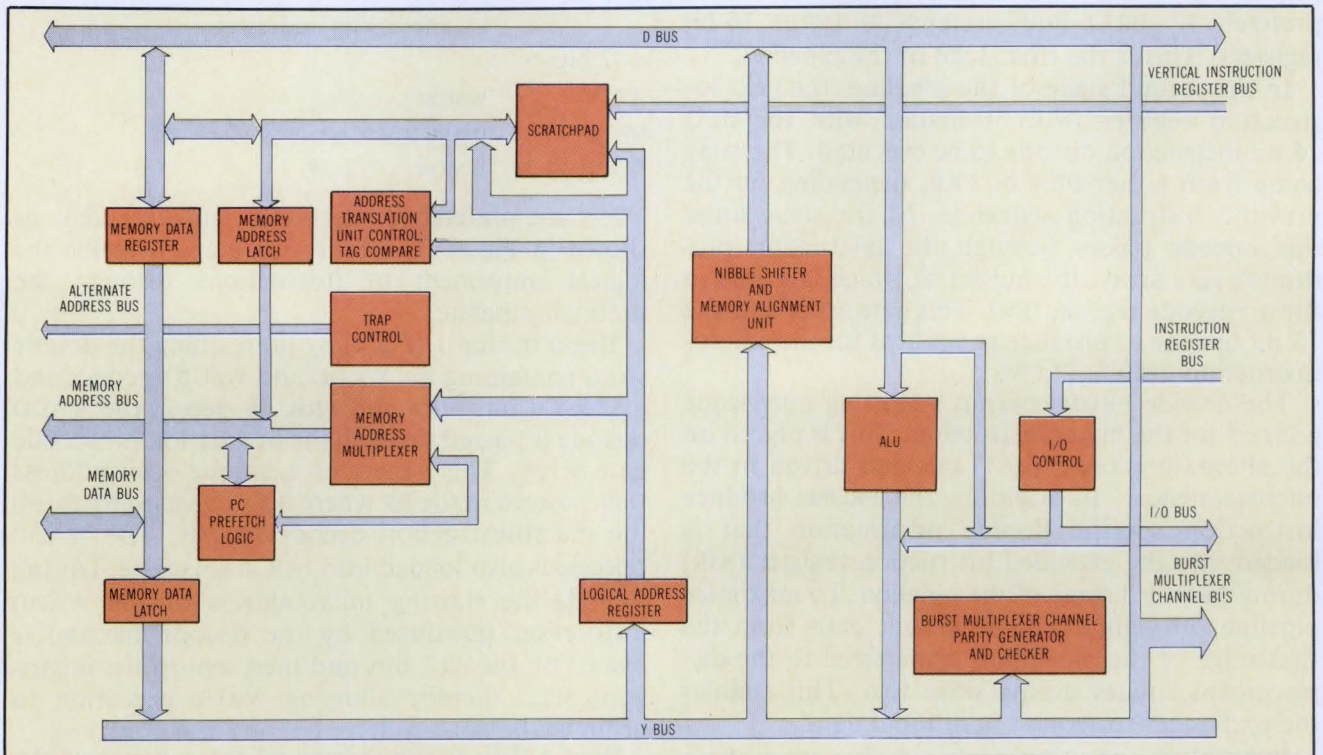 D BUS
VERTICAL INSTRUCTION
REGISTER BUS
SCRATCHPAD
MEMORY DATA
REGISTER
MEMORY
ADDRESS
LATCH
ADDRESS
TRANSLATION
UNIT CONTROL;
TAG COMPARE
NIBBLE SHIFTER
AND
MEMORY ALIGNMENT
UNIT
ALTERNATE
ADDRESS BUS
TRAP
CONTROL
INSTRUCTION
REGISTER
BUS
MEMORY
ADDRESS BUS
MEMORY
ADDRESS
MULTIPLEXER
ALU
I/O
CONTROL
MEMORY
DATA BUS
PC
PREFETCH
LOGIC
I/O BUS
BURST
MULTIPLEXER
CHANNEL BUS
MEMORY DATA
LATCH
LOGICAL ADDRESS
REGISTER
BURST MULTIPLEXER CHANNEL
PARITY GENERATOR
AND CHECKER
Y BUS